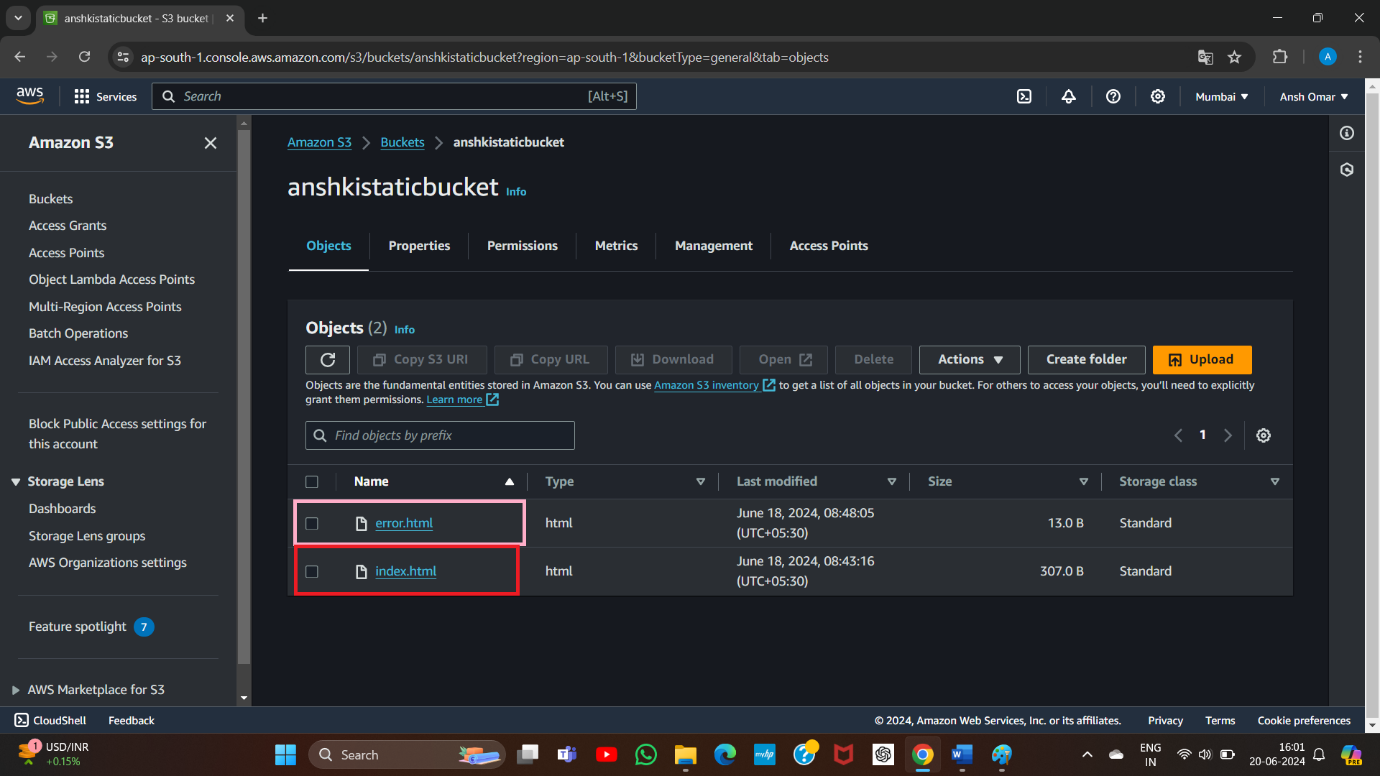 anshkistaticbucket - S3 bucket
ap-south-1.console.aws.amazon.com/s3/buckets/anshkistaticbucket?region=ap-south-1&bucketType=general&tab=objects
A
aws
Services
Search
[Alt+S]
Mumbai
Ansh Omar
Amazon S3
Buckets
Access Grants
Access Points
Object Lambda Access Points
Multi-Region Access Points
Batch Operations
IAM Access Analyzer for S3
Block Public Access settings for
this account
Storage Lens
Dashboards
Storage Lens groups
AWS Organizations settings
Feature spotlight 7
AWS Marketplace for S3
Amazon S3 > Buckets > anshkistaticbucket
anshkistaticbucket Info
Objects Properties Permissions Metrics Management Access Points
Objects (2) Info
Copy S3 URI Copy URL Download Open Delete Actions Create folder Upload
Objects are the fundamental entities stored in Amazon S3. You can use Amazon S3 inventory to get a list of all objects in your bucket. For others to access your objects, you'll need to explicitly
grant them permissions. Learn more
Find objects by prefix
1
Name Type Last modified Size Storage class
error.html html June 18, 2024, 08:48:05 (UTC+05:30) 13.0 B Standard
index.html html June 18, 2024, 08:43:16 (UTC+05:30) 307.0 B Standard
CloudShell Feedback © 2024, Amazon Web Services, Inc. or its affiliates. Privacy Terms Cookie preferences
1
USD/INR
+0.15%
Search
myhp
ENG
IN
16:01
20-06-2024
PRE